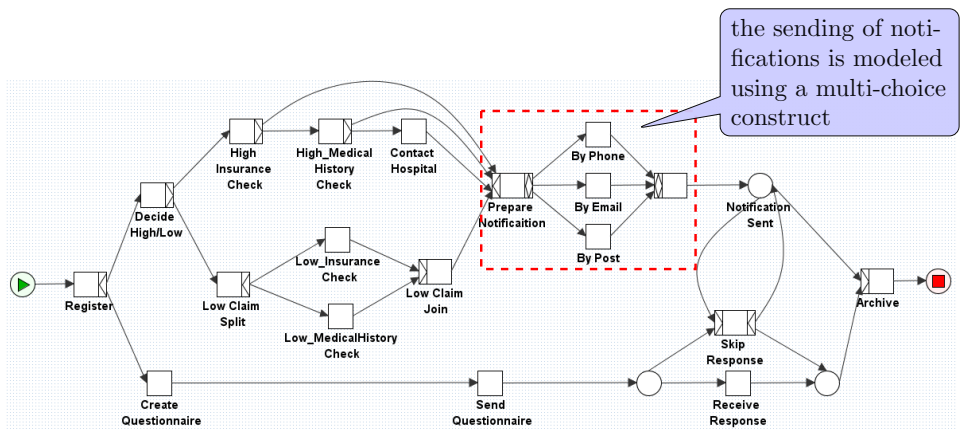 the sending of noti-
fications is modeled
using a multi-choice
construct
High
Insurance
Check
High_Medical
History
Check
Contact
Hospital
By Phone
Decide
High/Low
Prepare
Notificaition
By Email
By Post
Notification
Sent
Low_Insurance
Check
Register
Low Claim
Split
Low Claim
Join
Archive
Low_MedicalHistory
Check
Skip
Response
Create
Questionnaire
Send
Questionnaire
Receive
Response